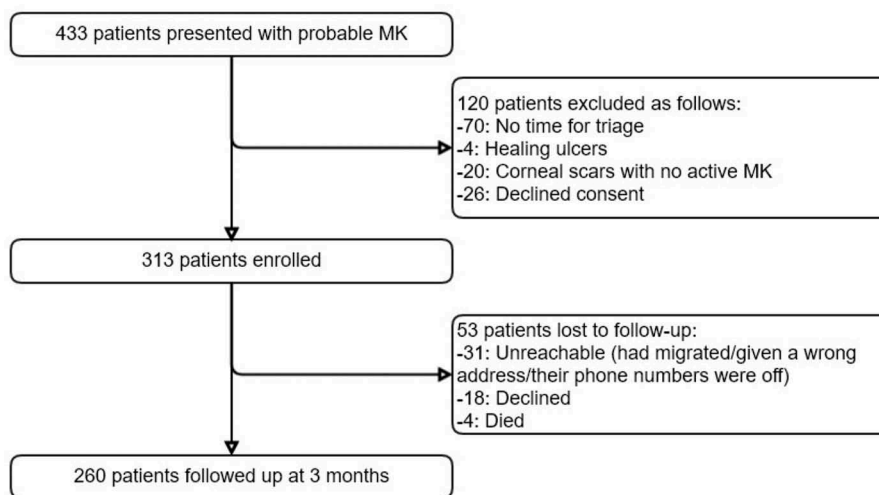 433 patients presented with probable MK
120 patients excluded as follows:
-70: No time for triage
-4: Healing ulcers
-20: Corneal scars with no active MK
-26: Declined consent
313 patients enrolled
53 patients lost to follow-up:
-31: Unreachable (had migrated/given a wrong
address/their phone numbers were off)
-18: Declined
-4: Died
260 patients followed up at 3 months